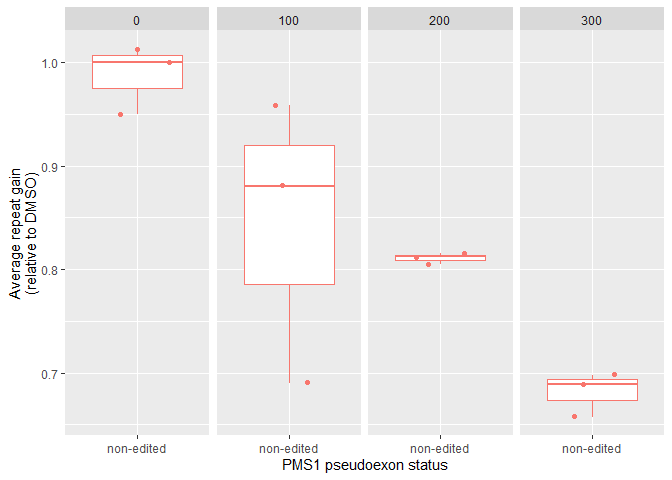 0 100 200 300
1.0
0.9
0.8
0.7
Average repeat gain
(relative to DMSO)
non-edited non-edited non-edited non-edited
PMS1 pseudoexon status